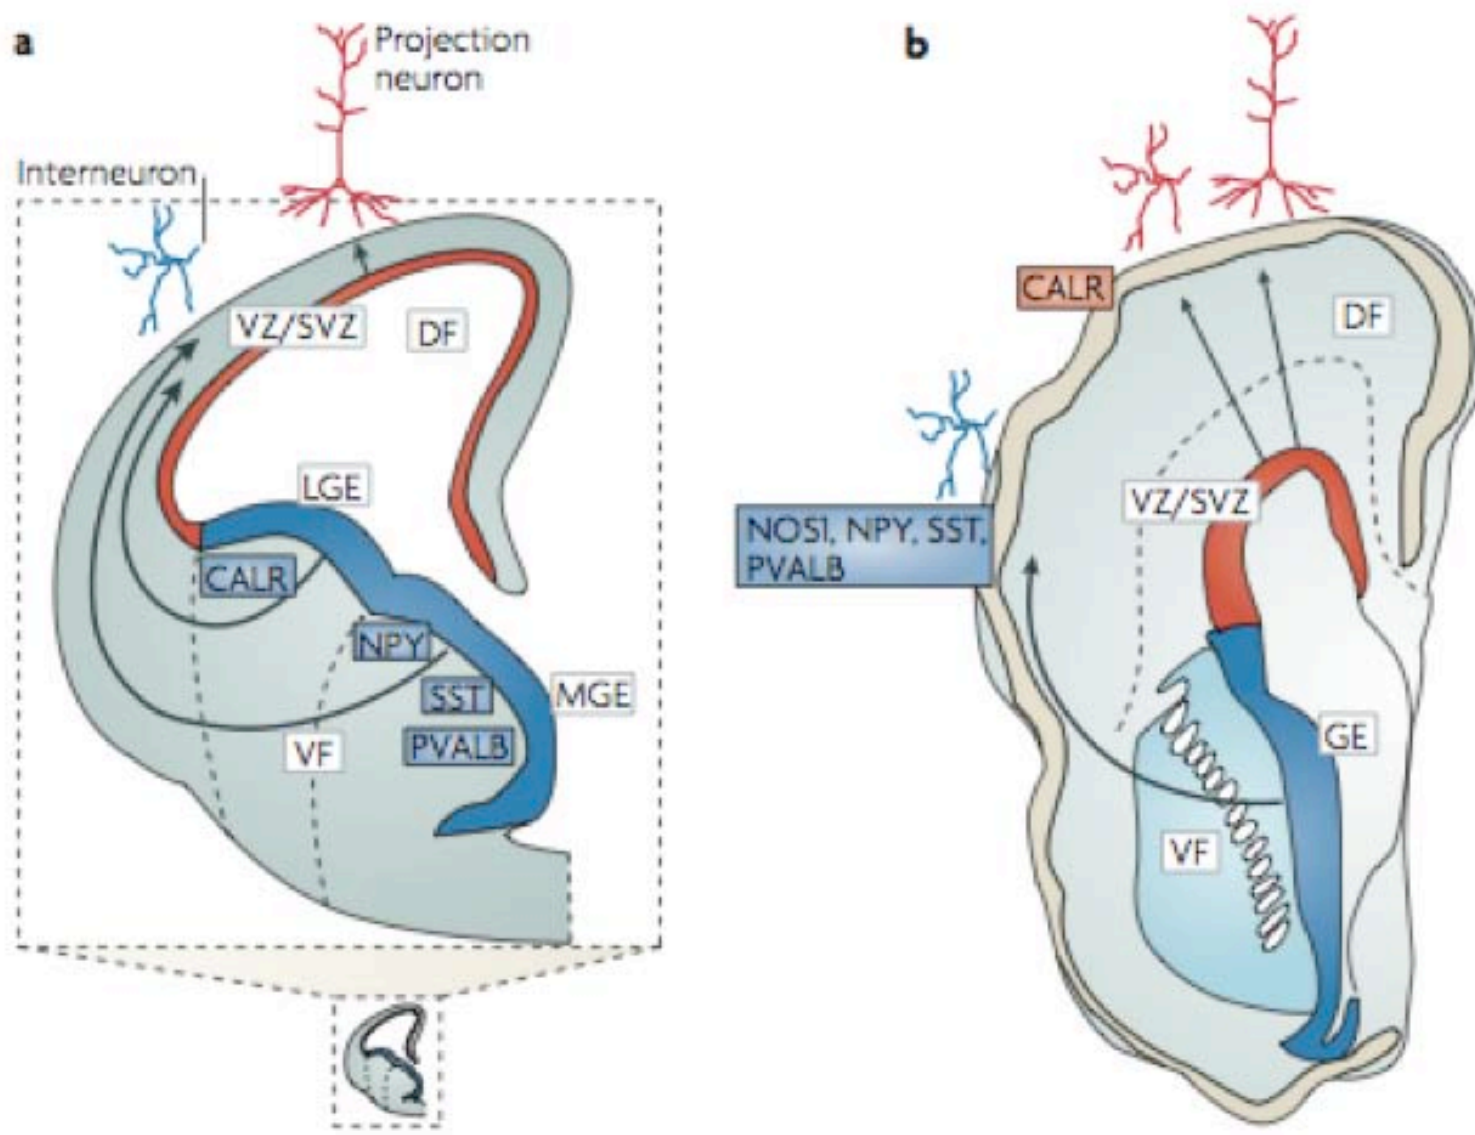 a
Projection
neuron
Interneuron
VZ/SVZ
DF
LGE
CALR
NPY
SST
MGE
PVALB
VF
b
CALR
DF
VZ/SVZ
NOS1, NPY, SST,
PVALB
GE
VF